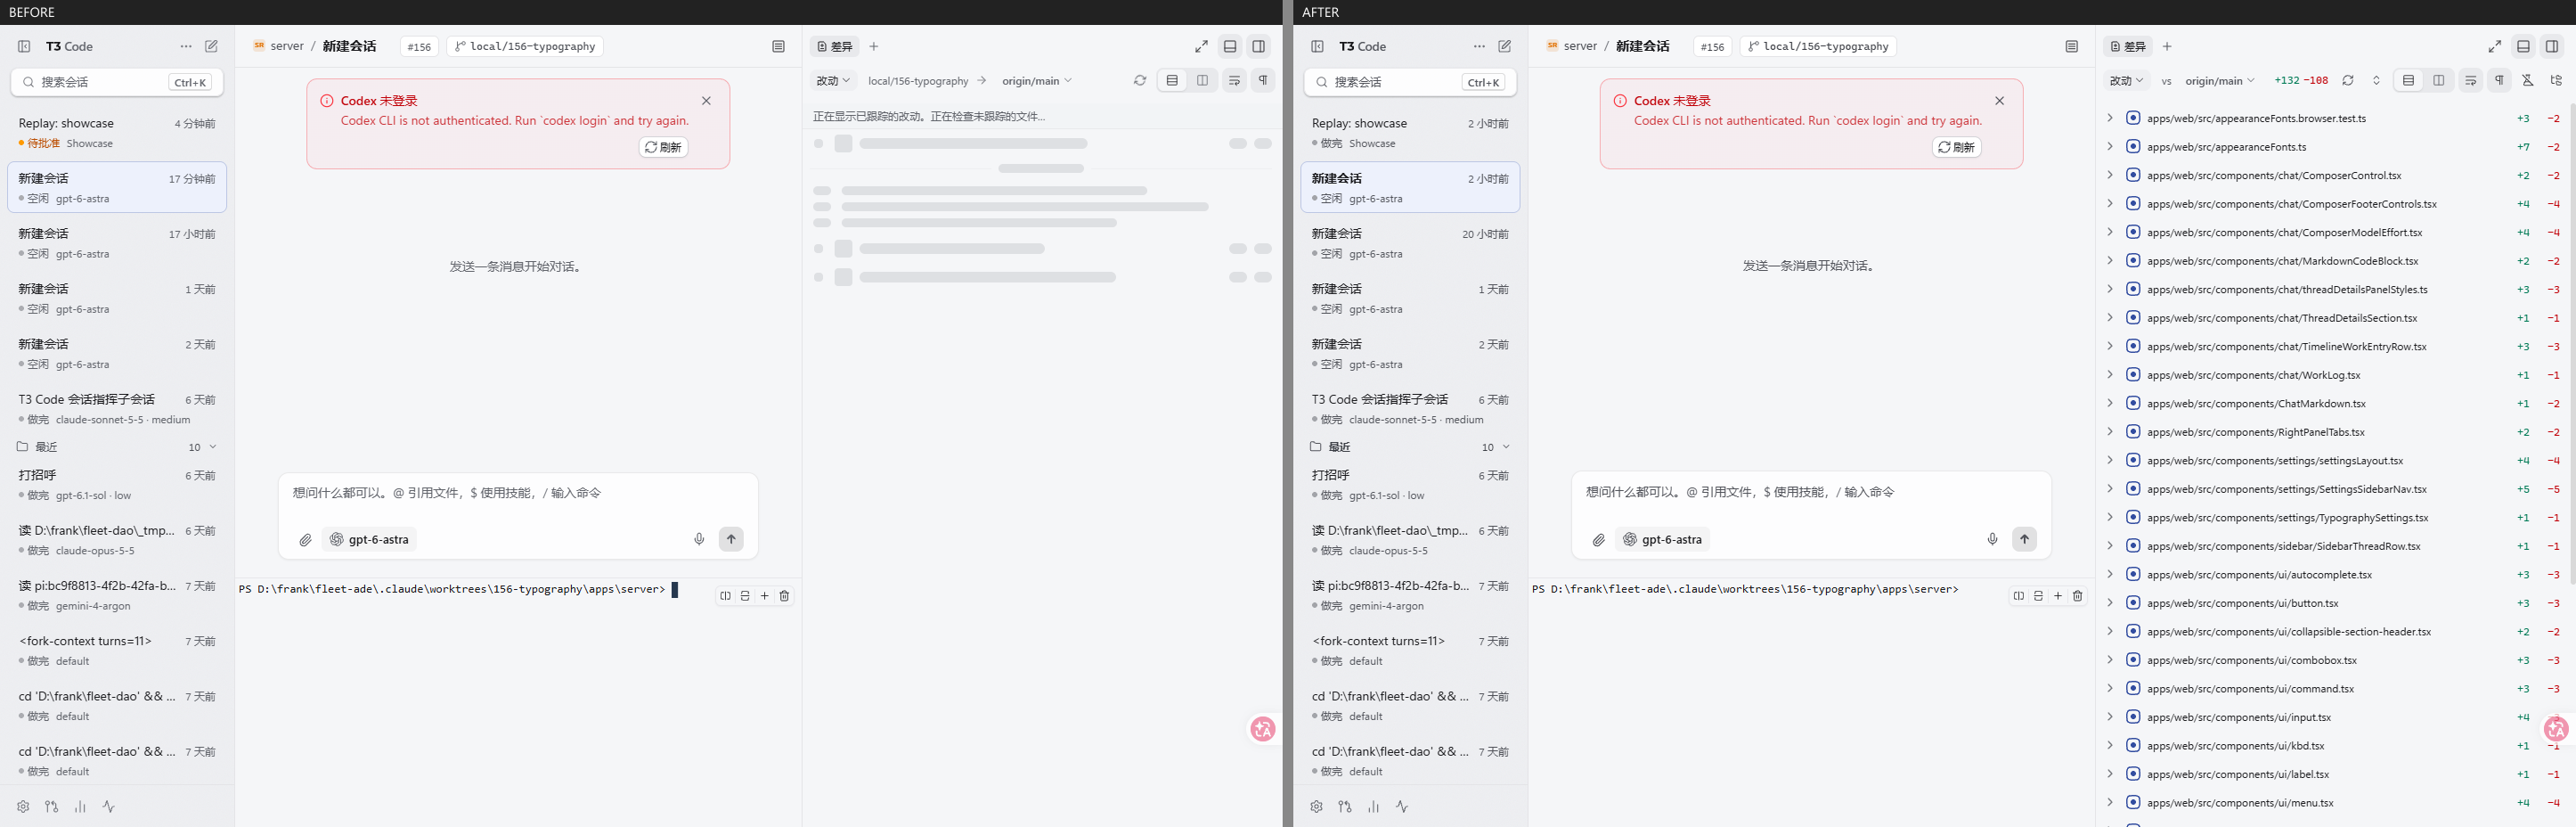 BEFORE
T3 Code
搜索会话 Ctrl+K
Replay: showcase 4 分钟前
待批准 Showcase
新建会话 17 分钟前
空闲 gpt-6-astra
新建会话 17 小时前
空闲 gpt-6-astra
新建会话 1 天前
空闲 gpt-6-astra
新建会话 2 天前
空闲 gpt-6-astra
T3 Code 会话指挥子会话 6 天前
做完 claude-sonnet-5-5 · medium
最近 10
打招呼 6 天前
做完 gpt-6.1-sol · low
读 D:\frank\fleet-dao\_tmp... 6 天前
做完 claude-opus-5-5
读 pi:bc9f8813-4f2b-42fa-b... 7 天前
做完 gemini-4-argon
<fork-context turns=11> 7 天前
做完 default
cd 'D:\frank\fleet-dao' && ... 7 天前
做完 default
cd 'D:\frank\fleet-dao' && ... 7 天前
做完 default
SR server / 新建会话 #156 local/156-typography
Codex 未登录
Codex CLI is not authenticated. Run `codex login` and try again.
刷新
发送一条消息开始对话。
想问什么都可以。@ 引用文件，$ 使用技能，/ 输入命令
gpt-6-astra
PS D:\frank\fleet-ade\.claude\worktrees\156-typography\apps\server>
差异
改动 local/156-typography → origin/main
正在显示已跟踪的改动。正在检查未跟踪的文件...
AFTER
T3 Code
搜索会话 Ctrl+K
Replay: showcase 2 小时前
做完 Showcase
新建会话 2 小时前
空闲 gpt-6-astra
新建会话 20 小时前
空闲 gpt-6-astra
新建会话 1 天前
空闲 gpt-6-astra
新建会话 2 天前
空闲 gpt-6-astra
T3 Code 会话指挥子会话 6 天前
做完 claude-sonnet-5-5 · medium
最近 10
打招呼 6 天前
做完 gpt-6.1-sol · low
读 D:\frank\fleet-dao\_tmp... 6 天前
做完 claude-opus-5-5
读 pi:bc9f8813-4f2b-42fa-b... 7 天前
做完 gemini-4-argon
<fork-context turns=11> 7 天前
做完 default
cd 'D:\frank\fleet-dao' && ... 7 天前
做完 default
cd 'D:\frank\fleet-dao' && ... 7 天前
做完 default
SR server / 新建会话 #156 local/156-typography
Codex 未登录
Codex CLI is not authenticated. Run `codex login` and try again.
刷新
发送一条消息开始对话。
想问什么都可以。@ 引用文件，$ 使用技能，/ 输入命令
gpt-6-astra
PS D:\frank\fleet-ade\.claude\worktrees\156-typography\apps\server>
差异
改动 vs origin/main +132 -108
apps/web/src/appearanceFonts.browser.test.ts +3 -2
apps/web/src/appearanceFonts.ts +7 -2
apps/web/src/components/chat/ComposerControl.tsx +2 -2
apps/web/src/components/chat/ComposerFooterControls.tsx +4 -4
apps/web/src/components/chat/ComposerModelEffort.tsx +4 -4
apps/web/src/components/chat/MarkdownCodeBlock.tsx +2 -2
apps/web/src/components/chat/threadDetailsPanelStyles.ts +3 -3
apps/web/src/components/chat/ThreadDetailsSection.tsx +1 -1
apps/web/src/components/chat/TimelineWorkEntryRow.tsx +3 -3
apps/web/src/components/chat/WorkLog.tsx +1 -1
apps/web/src/components/ChatMarkdown.tsx +1 -2
apps/web/src/components/RightPanelTabs.tsx +2 -2
apps/web/src/components/settings/settingsLayout.tsx +4 -4
apps/web/src/components/settings/SettingsSidebarNav.tsx +5 -5
apps/web/src/components/settings/TypographySettings.tsx +1 -1
apps/web/src/components/sidebar/SidebarThreadRow.tsx +1 -1
apps/web/src/components/ui/autocomplete.tsx +3 -3
apps/web/src/components/ui/button.tsx +3 -3
apps/web/src/components/ui/collapsible-section-header.tsx +2 -2
apps/web/src/components/ui/combobox.tsx +3 -3
apps/web/src/components/ui/command.tsx +3 -3
apps/web/src/components/ui/input.tsx +4
apps/web/src/components/ui/kbd.tsx +1 -1
apps/web/src/components/ui/label.tsx +1 -1
apps/web/src/components/ui/menu.tsx +4 -4